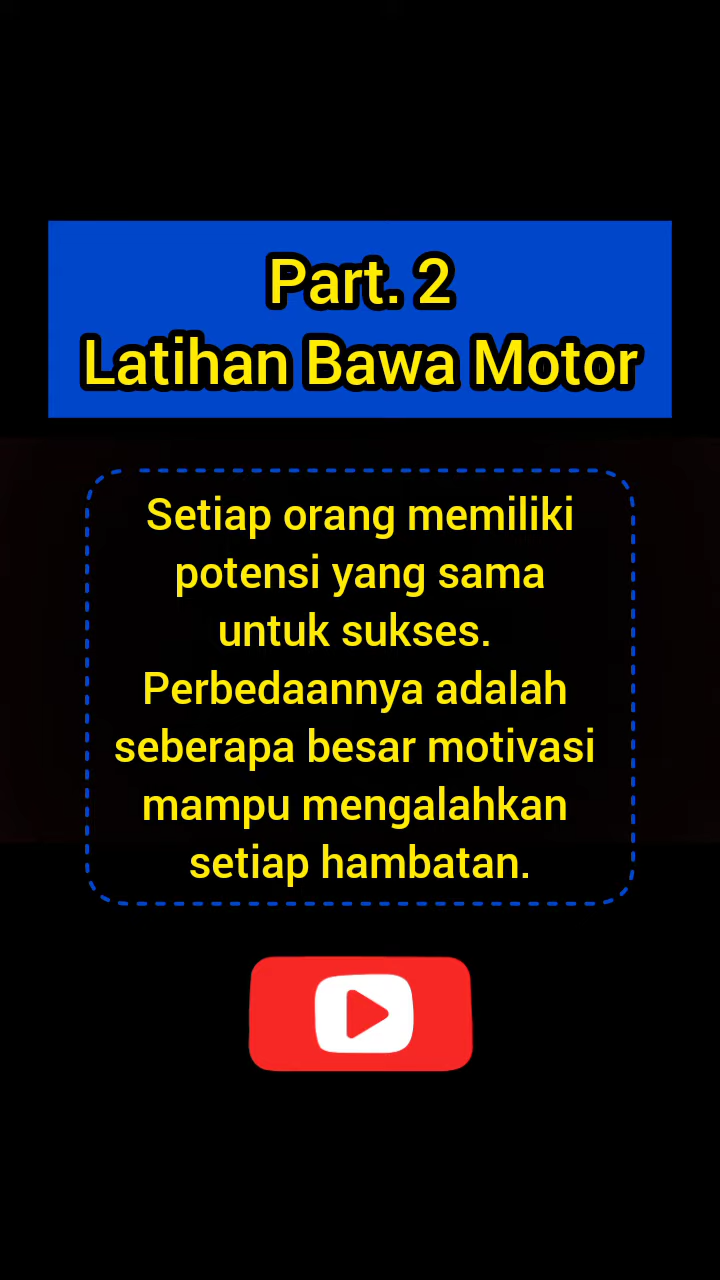 Part. 2
Latihan Bawa Motor
Setiap orang memiliki
potensi yang sama
untuk sukses.
Perbedaannya adalah
seberapa besar motivasi
mampu mengalahkan
setiap hambatan.